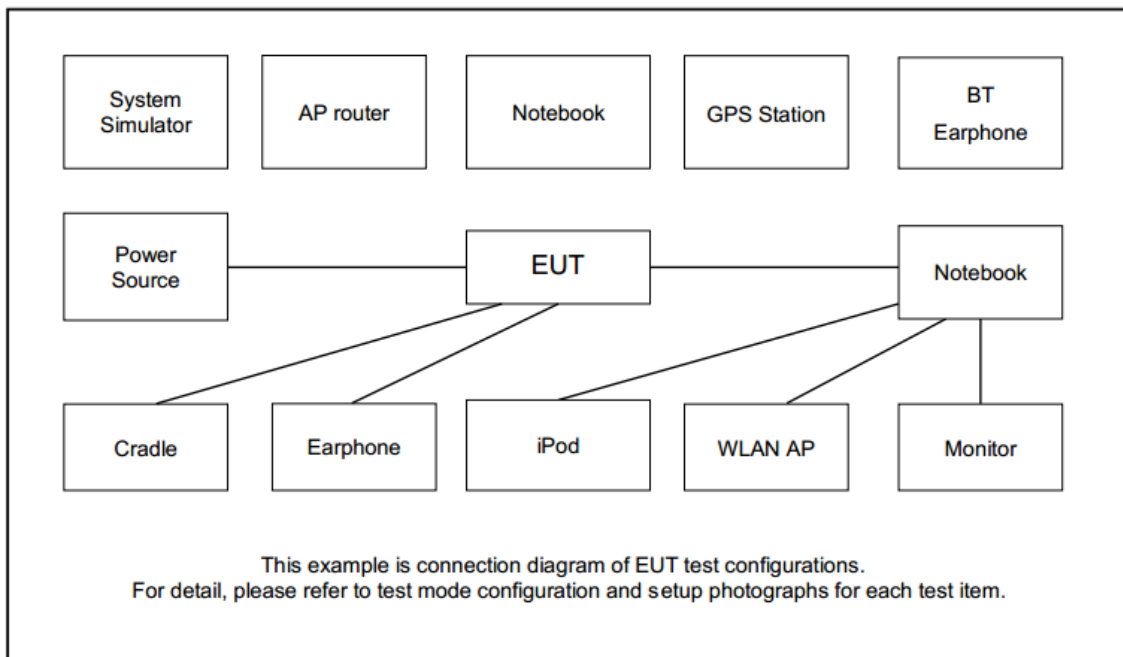 System
Simulator
AP router
Notebook
GPS Station
BT
Earphone
Power
Source
EUT
Notebook
Cradle
Earphone
iPod
WLAN AP
Monitor
This example is connection diagram of EUT test configurations.
For detail, please refer to test mode configuration and setup photographs for each test item.